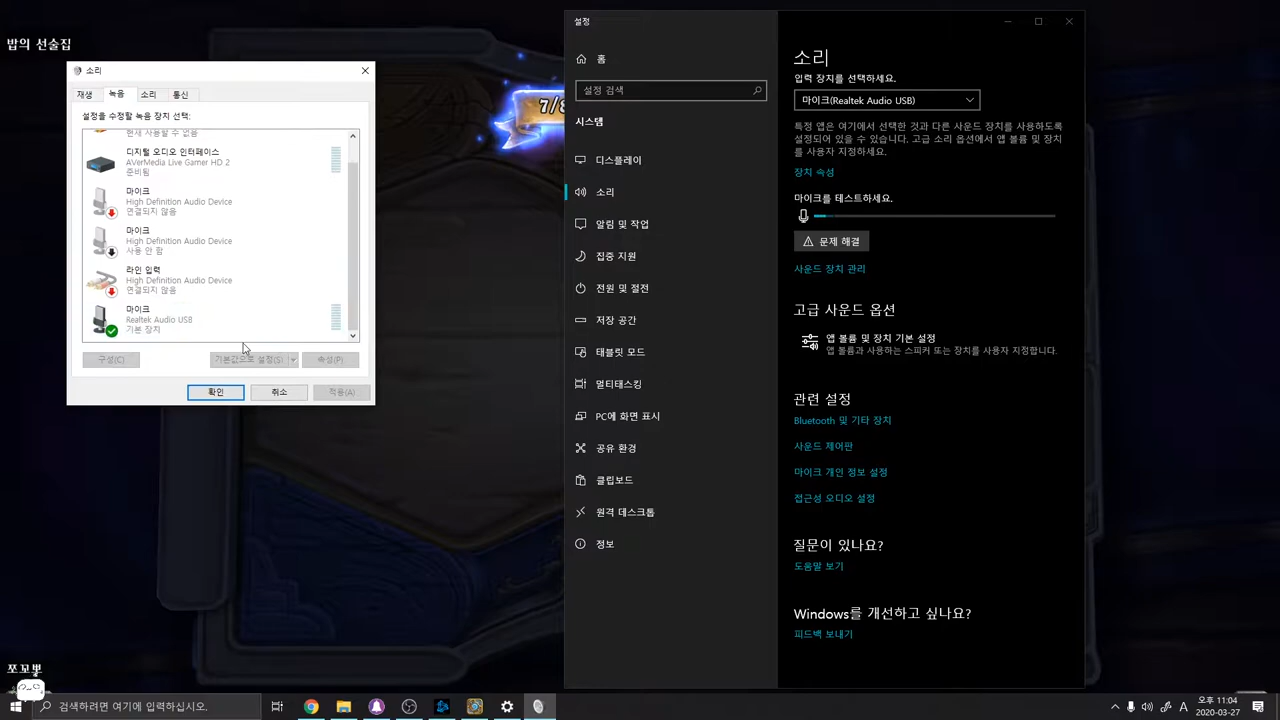 밥의 선술집
7/8
소리
재생
녹음
소리
통신
설정을 수정할 녹음 장치 선택:
현재 사용할 수 없음
디지털 오디오 인터페이스
AVerMedia Live Gamer HD 2
준비됨
마이크
High Definition Audio Device
연결되지 않음
마이크
High Definition Audio Device
사용 안 함
라인 입력
High Definition Audio Device
연결되지 않음
마이크
Realtek Audio USB
기본 장치
구성(C)
기본값으로 설정(S)
속성(P)
확인
취소
적용(A)
설정
홈
설정 검색
시스템
디스플레이
소리
알림 및 작업
집중 지원
전원 및 절전
저장 공간
태블릿 모드
멀티태스킹
PC에 화면 표시
공유 환경
클립보드
원격 데스크톱
정보
소리
입력 장치를 선택하세요.
마이크(Realtek Audio USB)
특정 앱은 여기에서 선택한 것과 다른 사운드 장치를 사용하도록
설정되어 있을 수 있습니다. 고급 소리 옵션에서 앱 볼륨 및 장치
를 사용자 지정하세요.
장치 속성
마이크를 테스트하세요.
문제 해결
사운드 장치 관리
고급 사운드 옵션
앱 볼륨 및 장치 기본 설정
앱 볼륨과 사용하는 스피커 또는 장치를 사용자 지정합니다.
관련 설정
Bluetooth 및 기타 장치
사운드 제어판
마이크 개인 정보 설정
접근성 오디오 설정
질문이 있나요?
도움말 보기
Windows를 개선하고 싶나요?
피드백 보내기
쪼꼬뽛
검색하려면 여기에 입력하십시오.
A
오후 11:04
2020-03-27